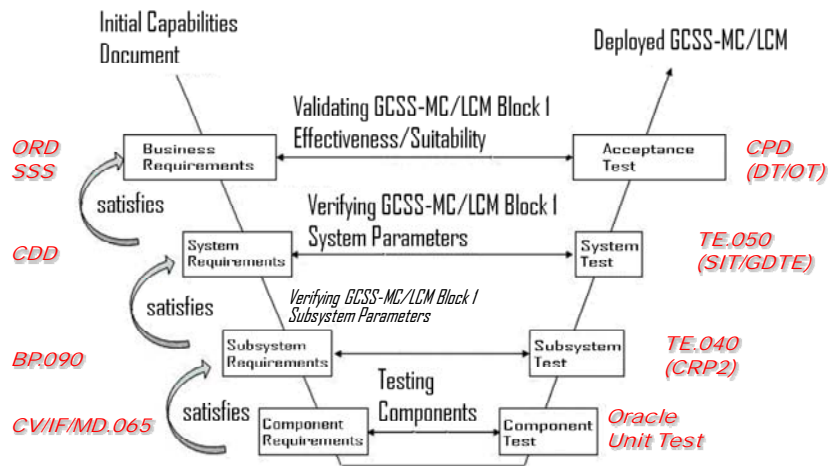 Initial Capabilities
Document
Deployed GCSS-MC/LCM
Validating GCSS-MC/LCM Block 1
Effectiveness/Suitability
ORD
SSS
Business
Requirements
Acceptance
Test
CPD
(DT/OT)
satisfies
Verifying GCSS-MC/LCM Block 1
System Parameters
CDD
System
Requirements
System
Test
TE.050
(SIT/GDTE)
satisfies
Verifying GCSS-MC/LCM Block 1
Subsystem Parameters
BP.090
Subsystem
Requirements
Subsystem
Test
TE.040
(CRP2)
satisfies
Testing
Components
CV/IF/MD.065
Component
Requirements
Component
Test
Oracle
Unit Test